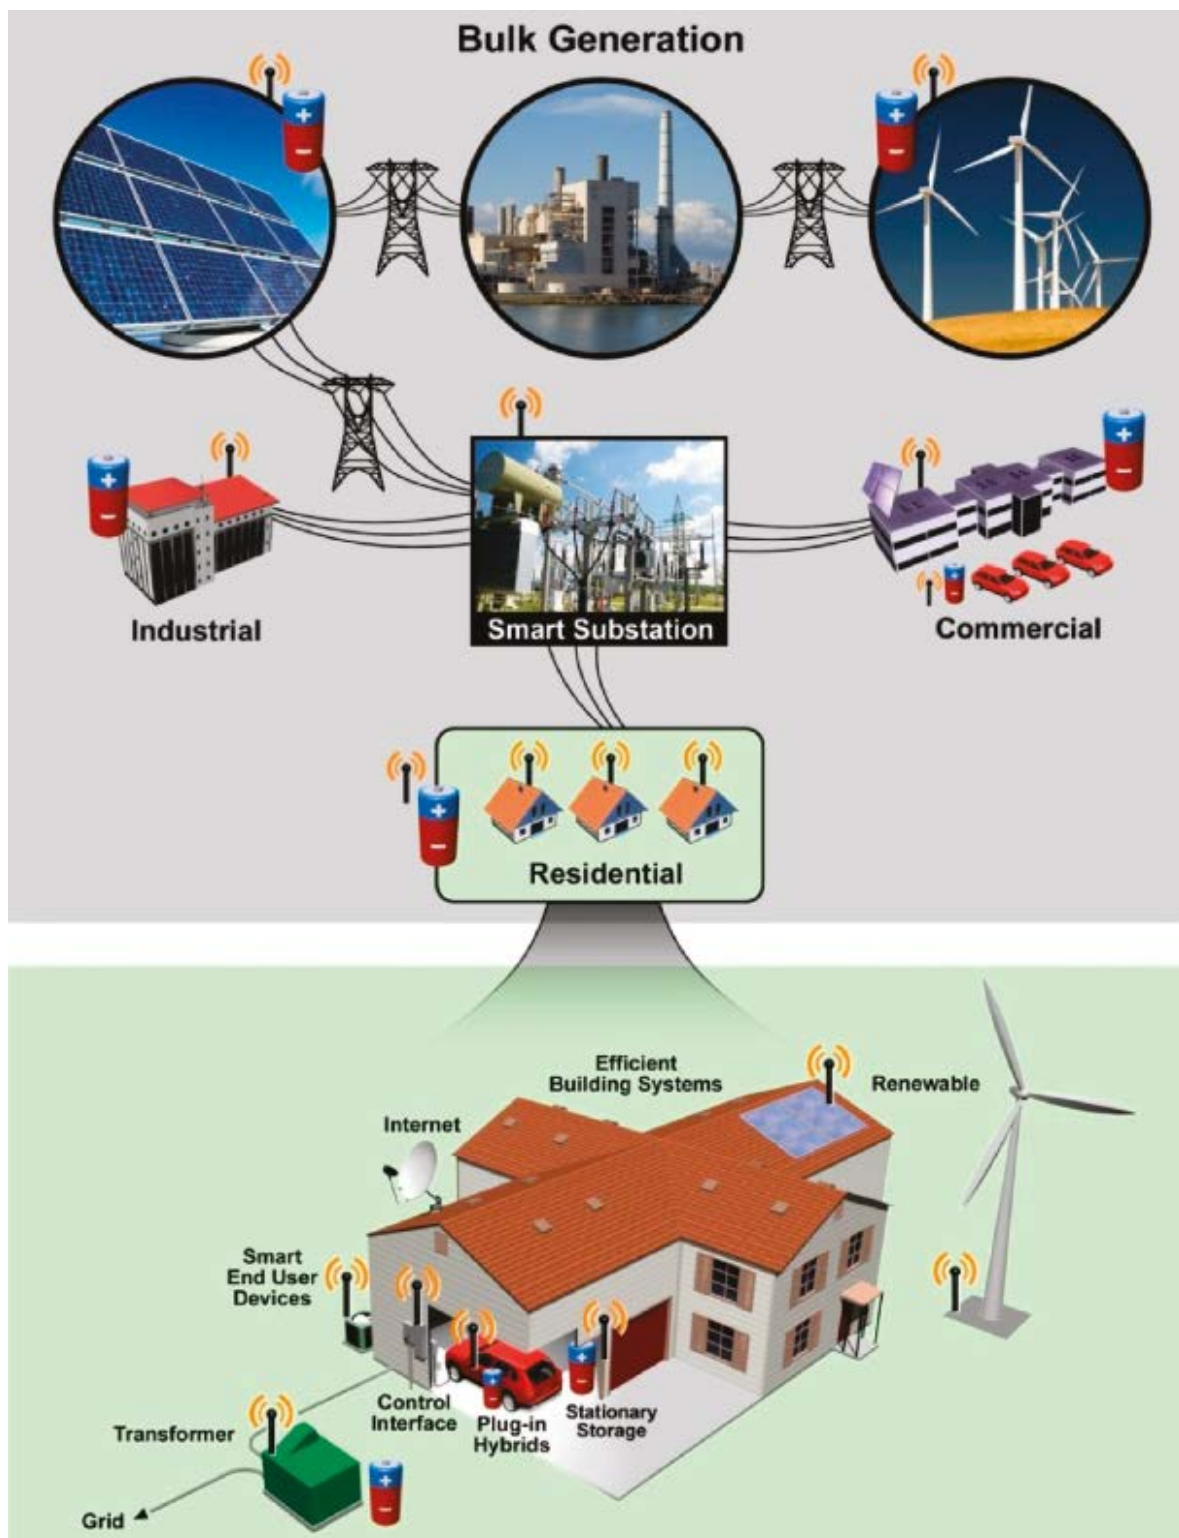 Bulk Generation
Industrial
Smart Substation
Commercial
Residential
Efficient
Building Systems
Renewable
Internet
Smart
End User
Devices
Control
Interface
Plug-in
Hybrids
Stationary
Storage
Transformer
Grid